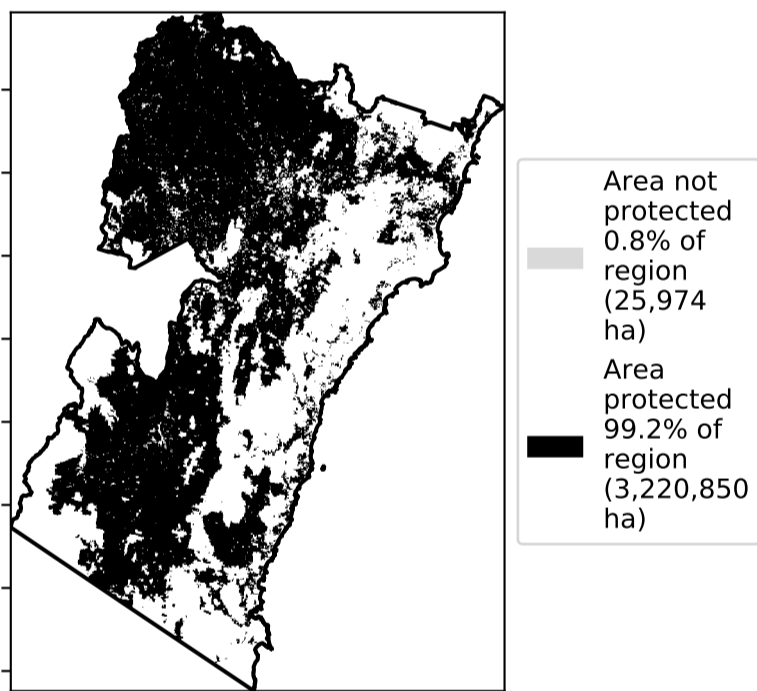 Area not
protected
0.8% of
region
(25,974
ha)
Area
protected
99.2% of
region
(3,220,850
ha)